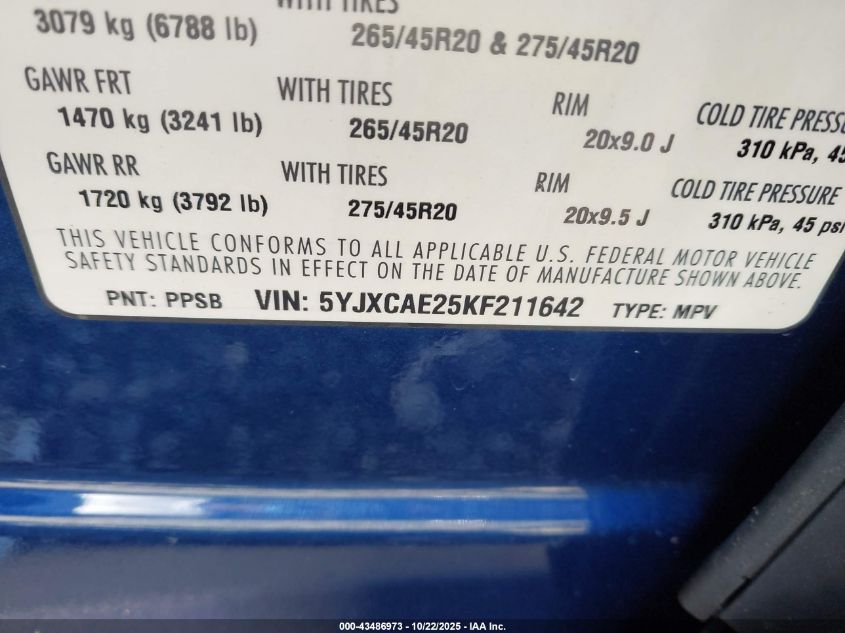 WITH TIRES
3079 kg (6788 lb) 265/45R20 & 275/45R20
GAWR FRT WITH TIRES RIM COLD TIRE PRESSU
1470 kg (3241 lb) 265/45R20 20x9.0 J 310 kPa, 45
GAWR RR WITH TIRES RIM COLD TIRE PRESSURE
1720 kg (3792 lb) 275/45R20 20x9.5 J 310 kPa, 45 psi
THIS VEHICLE CONFORMS TO ALL APPLICABLE U.S. FEDERAL MOTOR VEHICLE
SAFETY STANDARDS IN EFFECT ON THE DATE OF MANUFACTURE SHOWN ABOVE.
PNT: PPSB VIN: 5YJXCAE25KF211642 TYPE: MPV
000-43486973 - 10/22/2025 - IAA Inc.